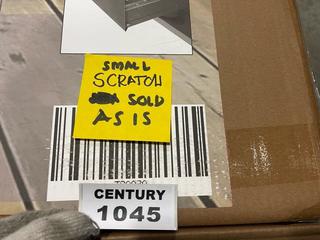 SMALL
SCRATCH
SOLD
AS IS
CENTURY
1045